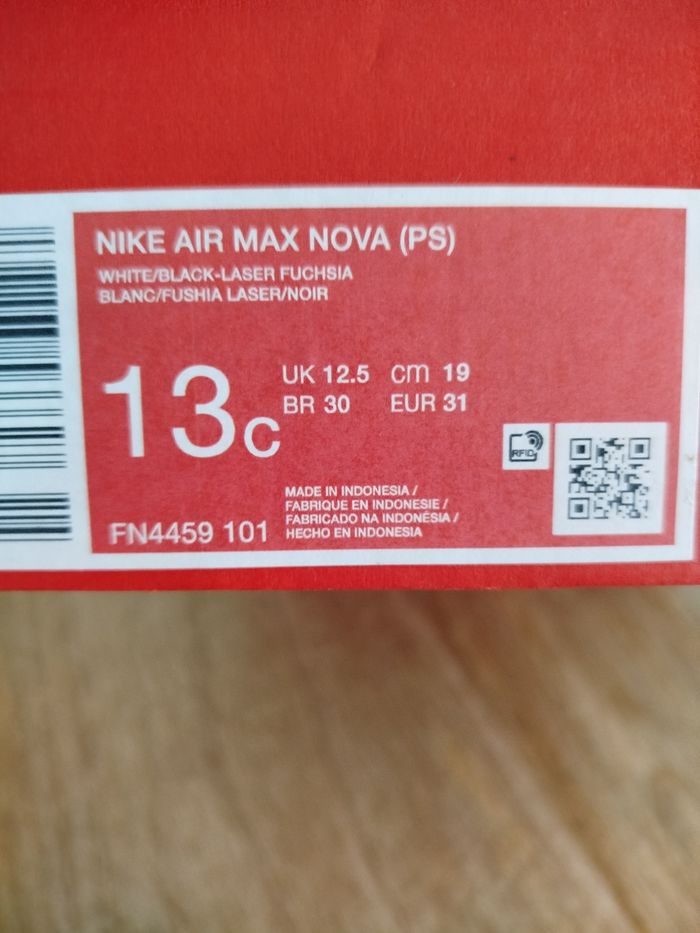 NIKE AIR MAX NOVA (PS)
WHITE/BLACK-LASER FUCHSIA
BLANC/FUSHIA LASER/NOIR
13c
UK 12.5 cm 19
BR 30 EUR 31
RFID
MADE IN INDONESIA /
FABRIQUE EN INDONESIE /
FABRICADO NA INDONÉSIA /
HECHO EN INDONESIA
FN4459 101